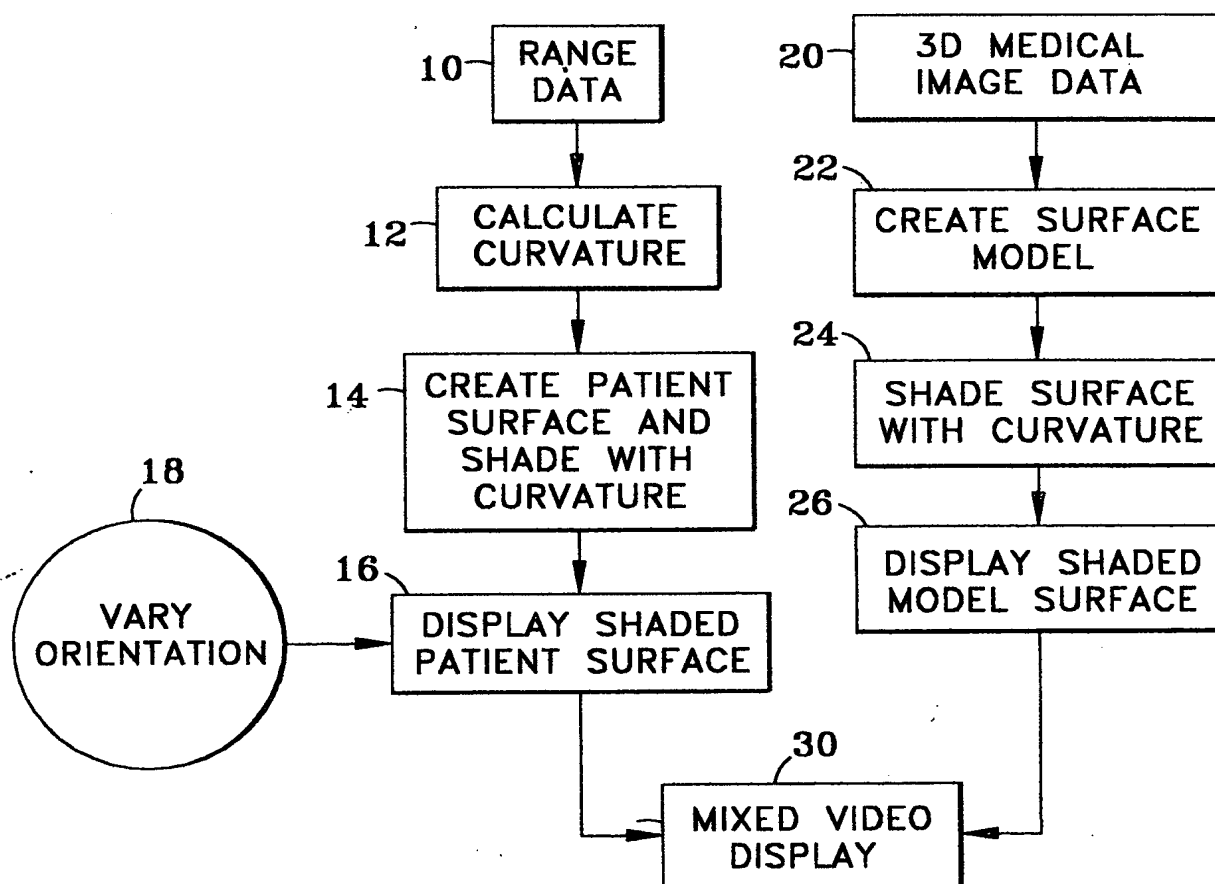 10
RANGE
DATA
12
CALCULATE
CURVATURE
14
CREATE PATIENT
SURFACE AND
SHADE WITH
CURVATURE
18
VARY
ORIENTATION
16
DISPLAY SHADED
PATIENT SURFACE
20
3D MEDICAL
IMAGE DATA
22
CREATE SURFACE
MODEL
24
SHADE SURFACE
WITH CURVATURE
26
DISPLAY SHADED
MODEL SURFACE
30
MIXED VIDEO
DISPLAY